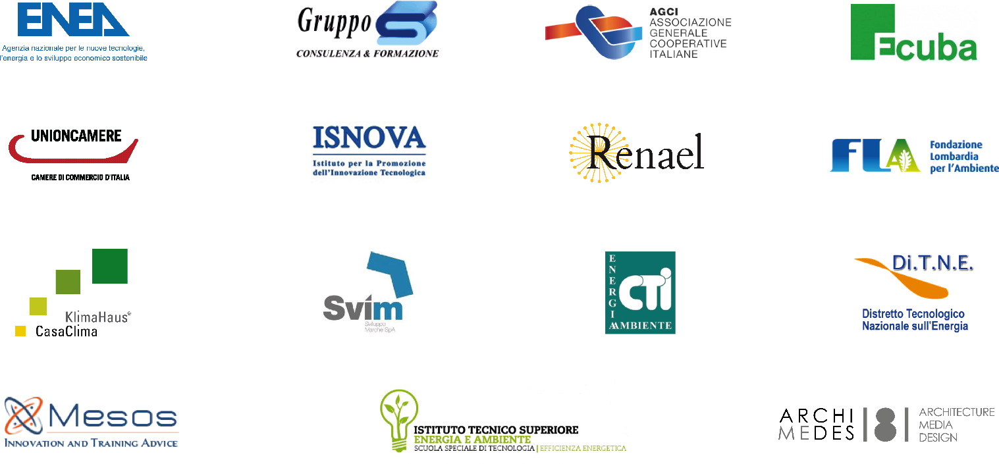 ENEA
Agenzia nazionale per le nuove tecnologie,
l'energia e lo sviluppo economico sostenibile
Gruppo S
CONSULENZA & FORMAZIONE
AGCI
ASSOCIAZIONE
GENERALE
COOPERATIVE
ITALIANE
Ecuba
UNIONCAMERE
CAMERE DI COMMERCIO D'ITALIA
ISNOVA
Istituto per la Promozione
dell'Innovazione Tecnologica
Renael
FLA
Fondazione
Lombardia
per l'Ambiente
KlimaHaus®
CasaClima
Svim
Sviluppo
Marche SpA
ENERGIA
CTI
AMBIENTE
Di.T.N.E.
Distretto Tecnologico
Nazionale sull'Energia
Mesos
INNOVATION AND TRAINING ADVICE
ISTITUTO TECNICO SUPERIORE
ENERGIA E AMBIENTE
SCUOLA SPECIALE DI TECNOLOGIA | EFFICIENZA ENERGETICA
ARCHI
MEDES
8
ARCHITECTURE
MEDIA
DESIGN